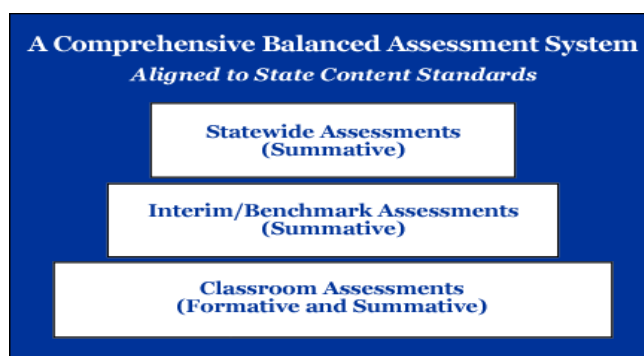 A Comprehensive Balanced Assessment System
Aligned to State Content Standards
Statewide Assessments
(Summative)
Interim/Benchmark Assessments
(Summative)
Classroom Assessments
(Formative and Summative)